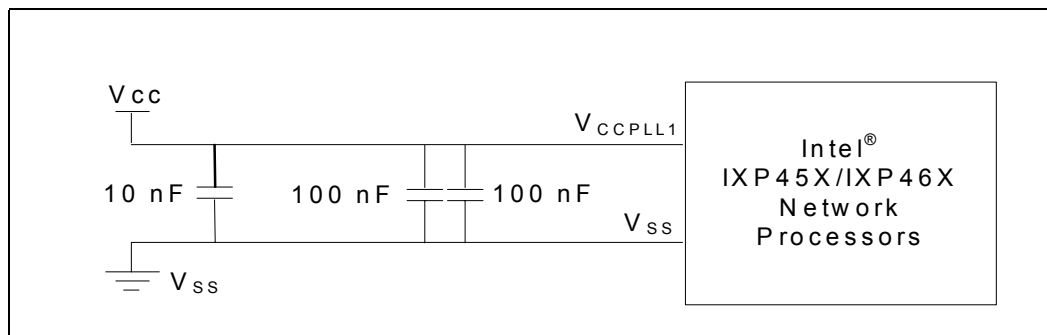 Vcc
VCCPLL1
10 nF
100 nF
100 nF
VSS
VSS
Intel®
IXP45X/IXP46X
Network
Processors